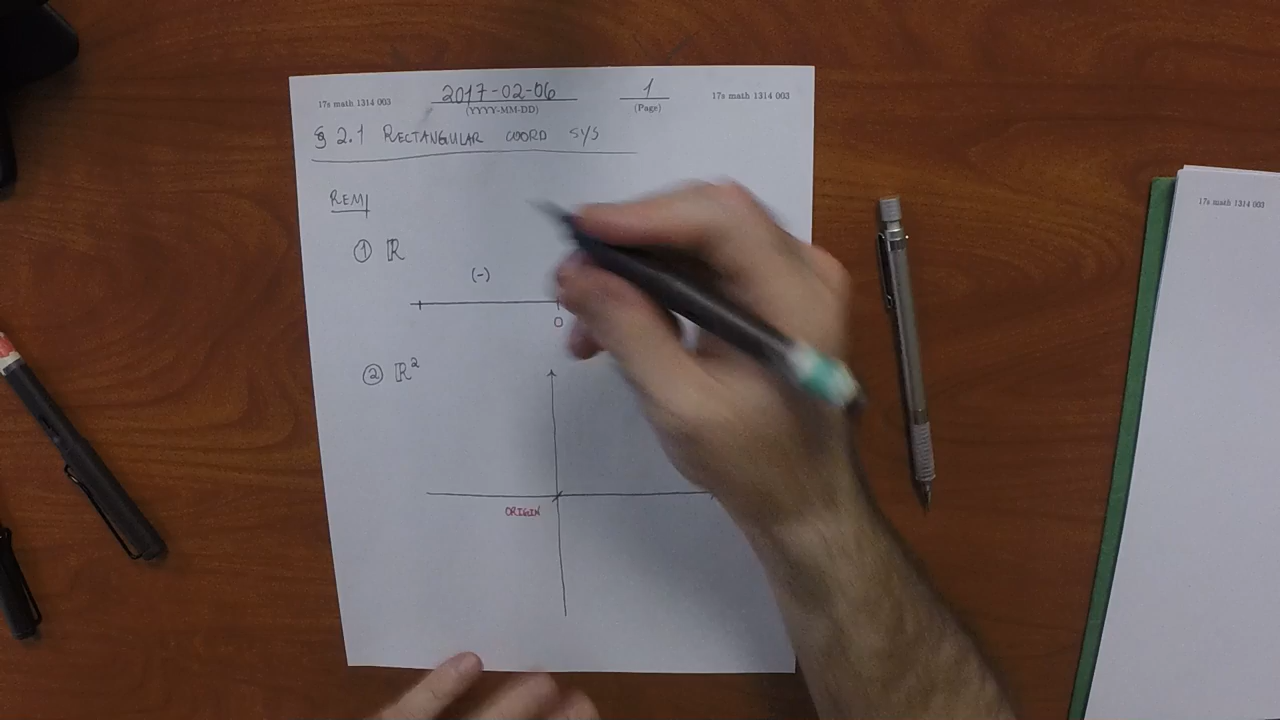 17s math 1314 003 2017-02-06 1 17s math 1314 003
(YYYY-MM-DD) (Page)
§ 2.1 RECTANGULAR COORD SYS
REM
① ℝ
(-)
0
② ℝ²
ORIGIN
17s math 1314 003